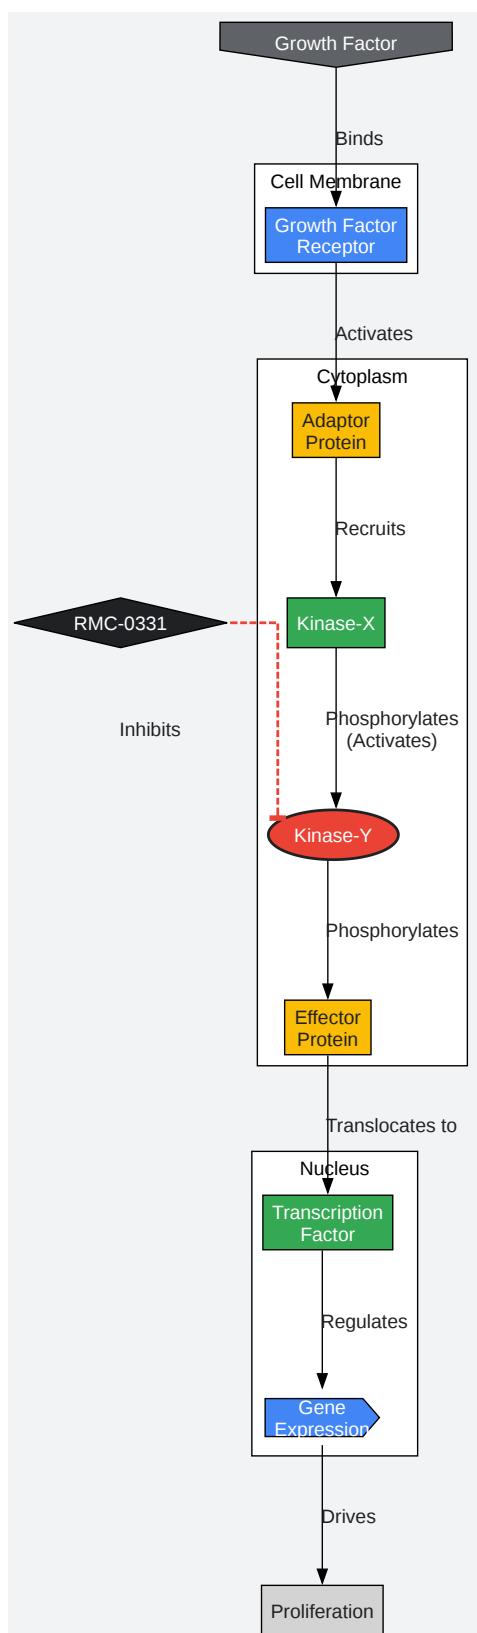 Growth Factor
Binds
Cell Membrane
Growth Factor
Receptor
Activates
Cytoplasm
Adaptor
Protein
Recruits
RMC-0331
Kinase-X
Phosphorylates
(Activates)
Inhibits
Kinase-Y
Phosphorylates
Effector
Protein
Translocates to
Nucleus
Transcription
Factor
Regulates
Gene
Expression
Drives
Proliferation